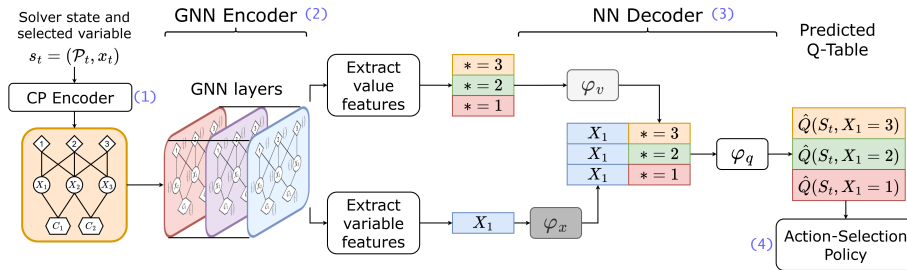 Solver state and
selected variable
s_t = (P_t, x_t)
CP Encoder
(1)
1 2 3
X_1 X_2 X_3
C_1 C_2
GNN Encoder (2)
GNN layers
Extract
value
features
Extract
variable
features
* = 3
* = 2
* = 1
X_1
NN Decoder (3)
φ_v
φ_x
X_1 * = 3
X_1 * = 2
X_1 * = 1
φ_q
Predicted
Q-Table
Q̂(S_t, X_1 = 3)
Q̂(S_t, X_1 = 2)
Q̂(S_t, X_1 = 1)
(4)
Action-Selection
Policy